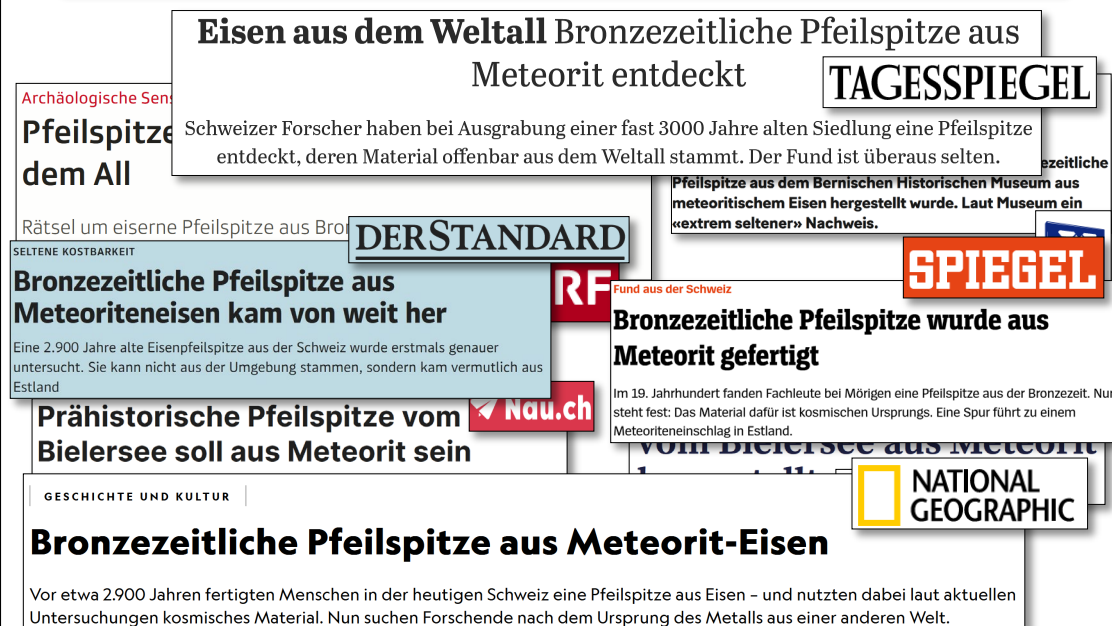 Eisen aus dem Weltall Bronzezeitliche Pfeilspitze aus
Meteorit entdeckt
TAGESSPIEGEL
Schweizer Forscher haben bei Ausgrabung einer fast 3000 Jahre alten Siedlung eine Pfeilspitze
entdeckt, deren Material offenbar aus dem Weltall stammt. Der Fund ist überaus selten.
Archäologische Sens
Pfeilspitze
dem All
Rätsel um eiserne Pfeilspitze aus Bro
ezeitliche
Pfeilspitze aus dem Bernischen Historischen Museum aus
meteoritischem Eisen hergestellt wurde. Laut Museum ein
«extrem seltener» Nachweis.
DERSTANDARD
SELTENE KOSTBARKEIT
Bronzezeitliche Pfeilspitze aus
Meteoriteneisen kam von weit her
Eine 2.900 Jahre alte Eisenpfeilspitze aus der Schweiz wurde erstmals genauer
untersucht. Sie kann nicht aus der Umgebung stammen, sondern kam vermutlich aus
Estland
RF
SPIEGEL
Fund aus der Schweiz
Bronzezeitliche Pfeilspitze wurde aus
Meteorit gefertigt
Im 19. Jahrhundert fanden Fachleute bei Mörigen eine Pfeilspitze aus der Bronzezeit. Nun
steht fest: Das Material dafür ist kosmischen Ursprungs. Eine Spur führt zu einem
Meteoriteneinschlag in Estland.
Nau.ch
Prähistorische Pfeilspitze vom
Bielersee soll aus Meteorit sein
vom Bielersee aus Meteorit
NATIONAL
GEOGRAPHIC
GESCHICHTE UND KULTUR
Bronzezeitliche Pfeilspitze aus Meteorit-Eisen
Vor etwa 2.900 Jahren fertigten Menschen in der heutigen Schweiz eine Pfeilspitze aus Eisen – und nutzten dabei laut aktuellen
Untersuchungen kosmisches Material. Nun suchen Forschende nach dem Ursprung des Metalls aus einer anderen Welt.